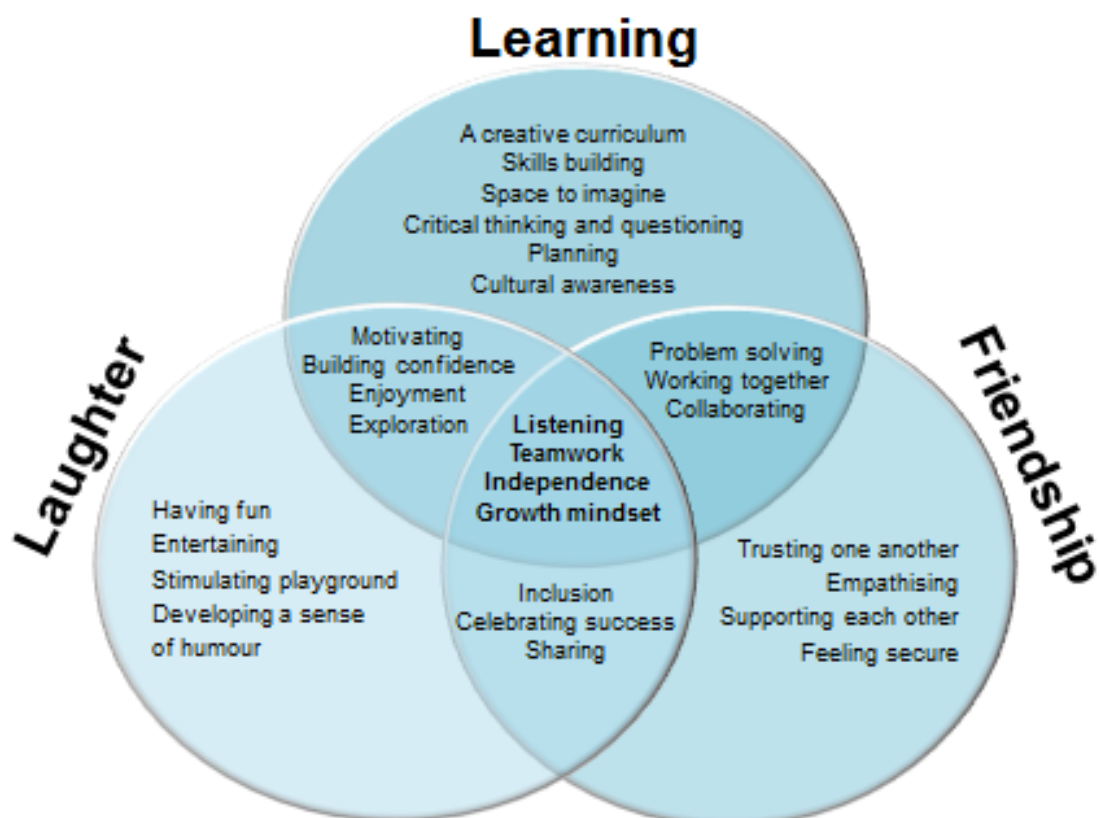 Learning
A creative curriculum
Skills building
Space to imagine
Critical thinking and questioning
Planning
Cultural awareness
Laughter
Motivating
Building confidence
Enjoyment
Exploration
Problem solving
Working together
Collaborating
Friendship
Listening
Teamwork
Independence
Growth mindset
Having fun
Entertaining
Stimulating playground
Developing a sense
of humour
Inclusion
Celebrating success
Sharing
Trusting one another
Empathising
Supporting each other
Feeling secure